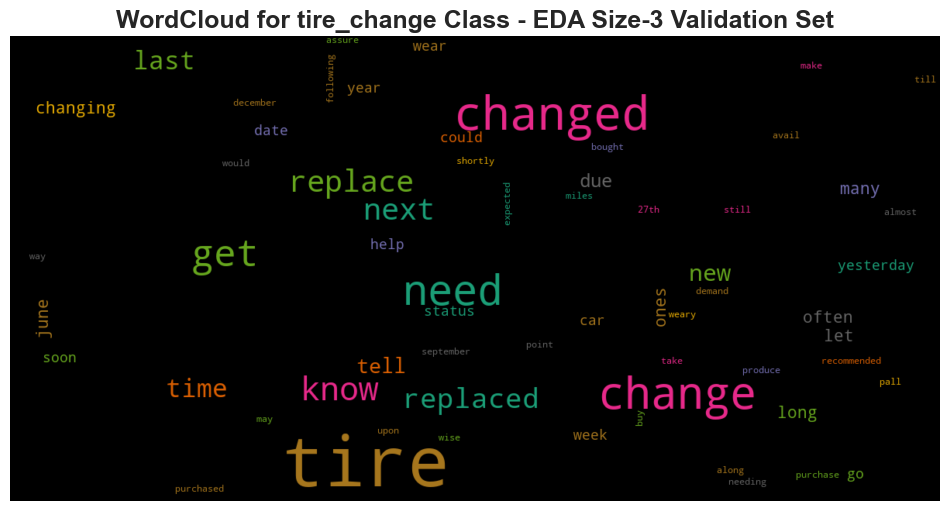 WordCloud for tire_change Class - EDA Size-3 Validation Set
assure
wear
last
following
make
till
year
changing
december
changed
date
could
avail
bought
would
shortly
replace
expected
due
miles
many
next
27th
still
almost
help
way
get
yesterday
new
need
demand
ones
status
weary
june
car
often
let
september
point
soon
tell
take
recommended
produce
pall
time
know
replaced
change
long
may
buy
upon
wise
week
tire
along
needing
purchase
go
purchased